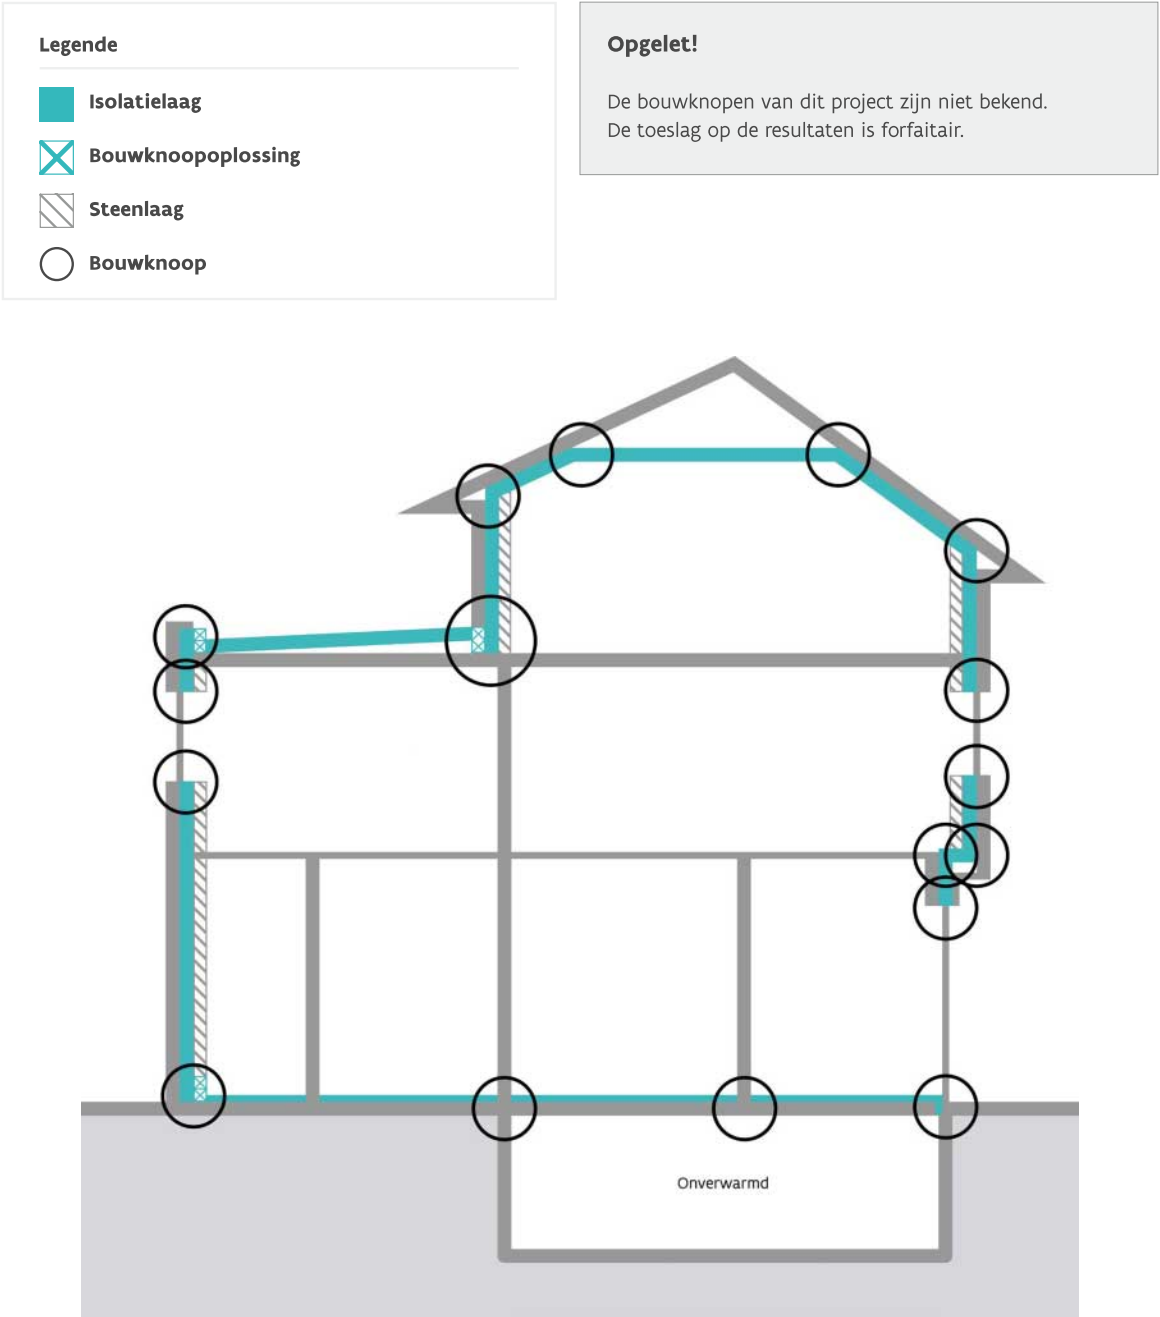 Legende
Isolatielaag
Bouwknoopoplossing
Steenlaag
Bouwknoop
Opgelet!
De bouwknopen van dit project zijn niet bekend.
De toeslag op de resultaten is forfaitair.
Onverwarmd